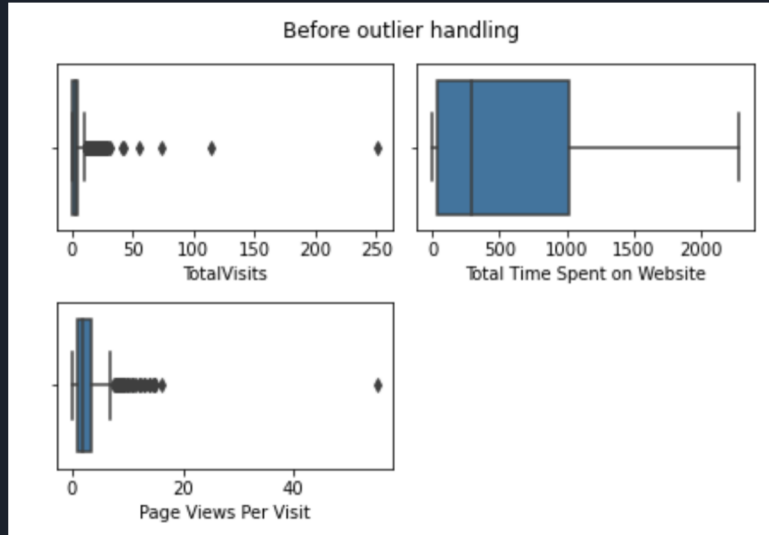 Before outlier handling
0 50 100 150 200 250
TotalVisits
0 500 1000 1500 2000
Total Time Spent on Website
0 20 40
Page Views Per Visit